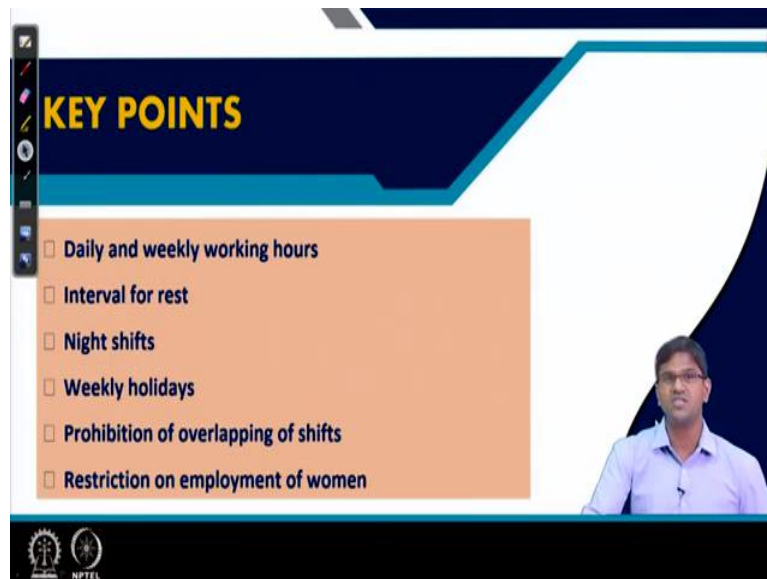 KEY POINTS
Daily and weekly working hours
Interval for rest
Night shifts
Weekly holidays
Prohibition of overlapping of shifts
Restriction on employment of women
NPTEL